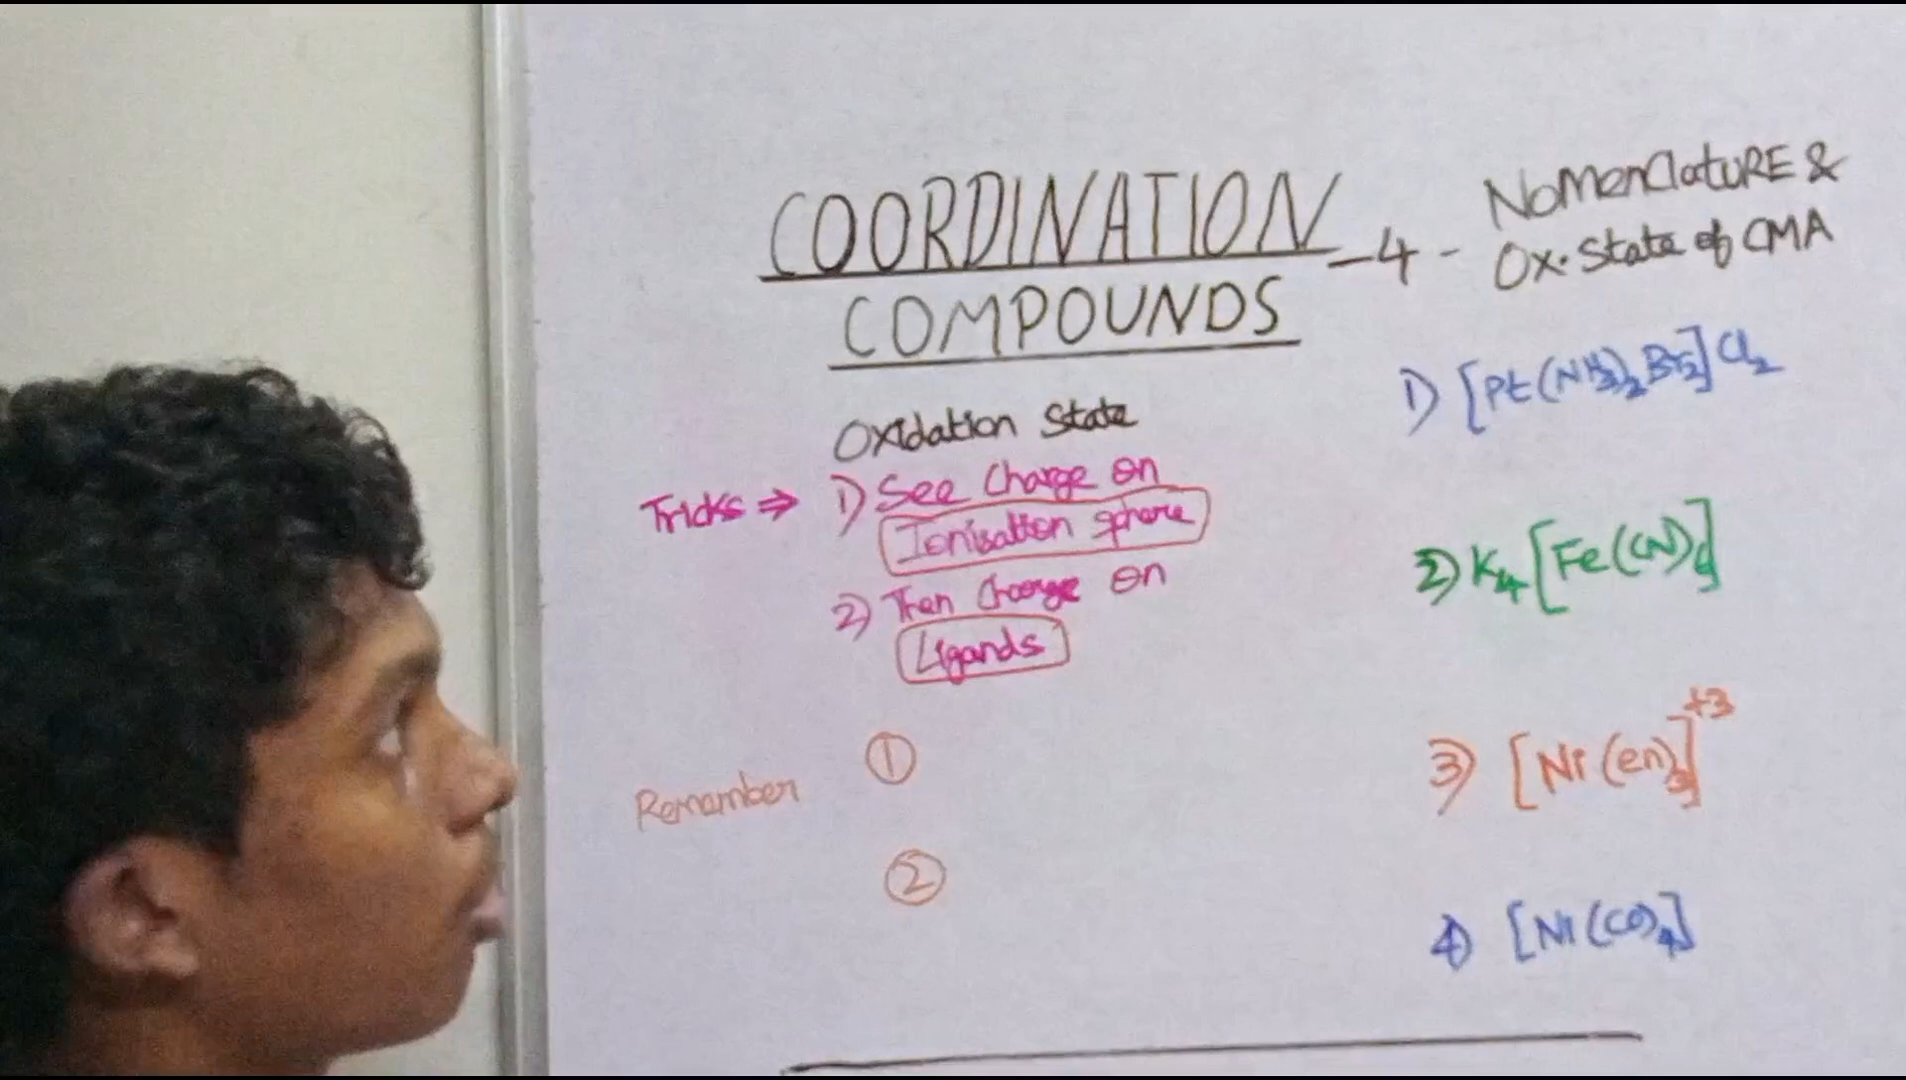 COORDINATION
COMPOUNDS
- 4 -
NOMENCLATURE &
OX. State of CMA
Oxidation State
Tricks ⇒ 1) See Charge on
Ionisation sphere
2) Then Charge on
Ligands
Remember
①
②
1) [Pt(NH₃)₂Br₂]Cl₂
2) K₄[Fe(CN)₆]
3) [Ni(en)₃]⁺³
4) [Ni(CO)₄]